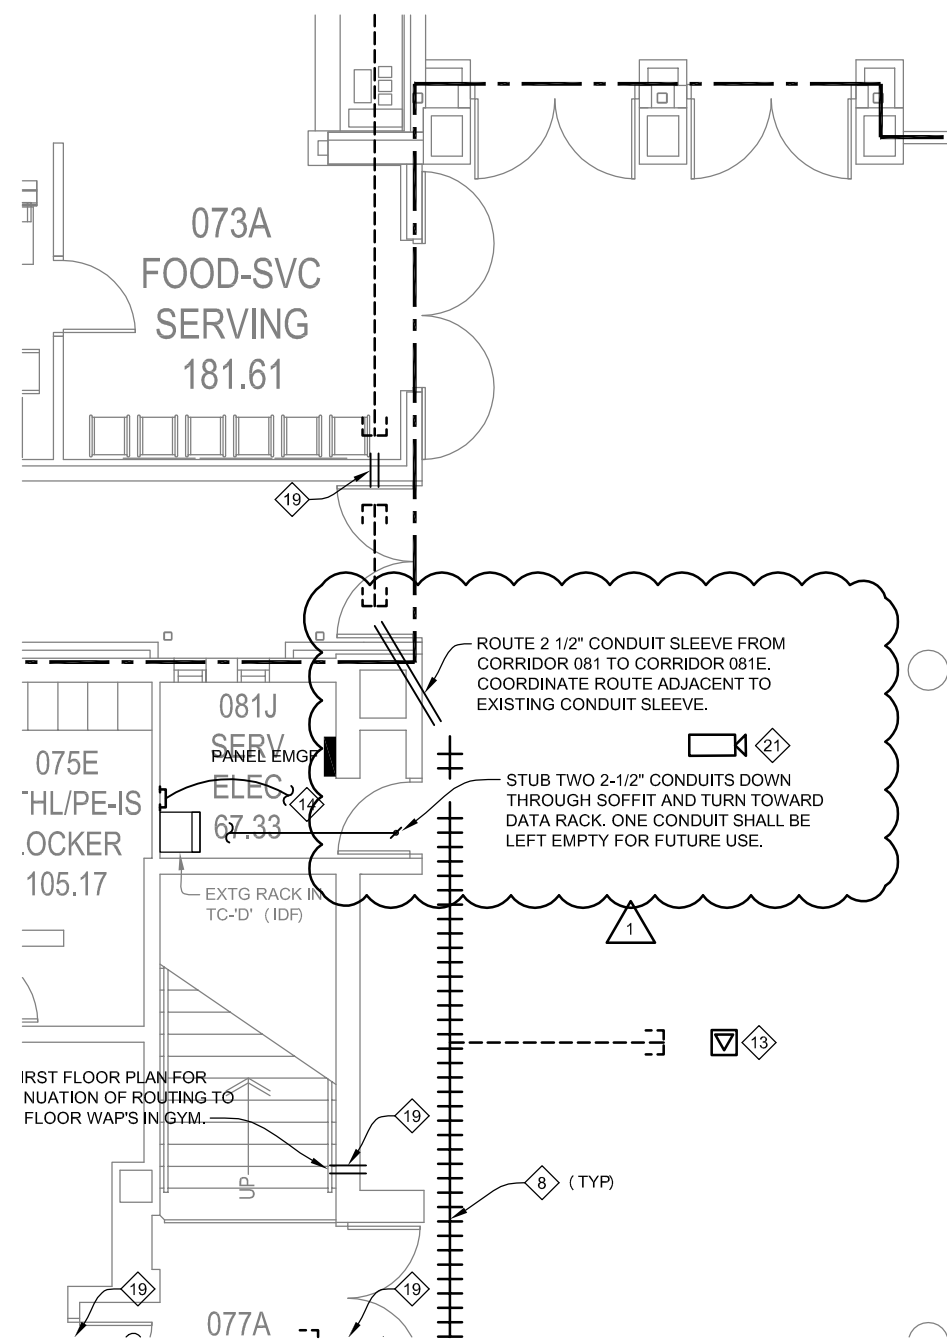 073A
FOOD-SVC
SERVING
181.61
19
ROUTE 2 1/2" CONDUIT SLEEVE FROM
CORRIDOR 081 TO CORRIDOR 081E.
COORDINATE ROUTE ADJACENT TO
EXISTING CONDUIT SLEEVE.
21
081J
SERV
ELEC
67.33
PANEL EMGF
14
075E
THL/PE-IS
LOCKER
105.17
STUB TWO 2-1/2" CONDUITS DOWN
THROUGH SOFFIT AND TURN TOWARD
DATA RACK. ONE CONDUIT SHALL BE
LEFT EMPTY FOR FUTURE USE.
EXTG RACK IN
TC-'D' (IDF)
1
13
IRST FLOOR PLAN FOR
NUATION OF ROUTING TO
FLOOR WAP'S IN GYM.
19
UP
8 (TYP)
19
19
077A